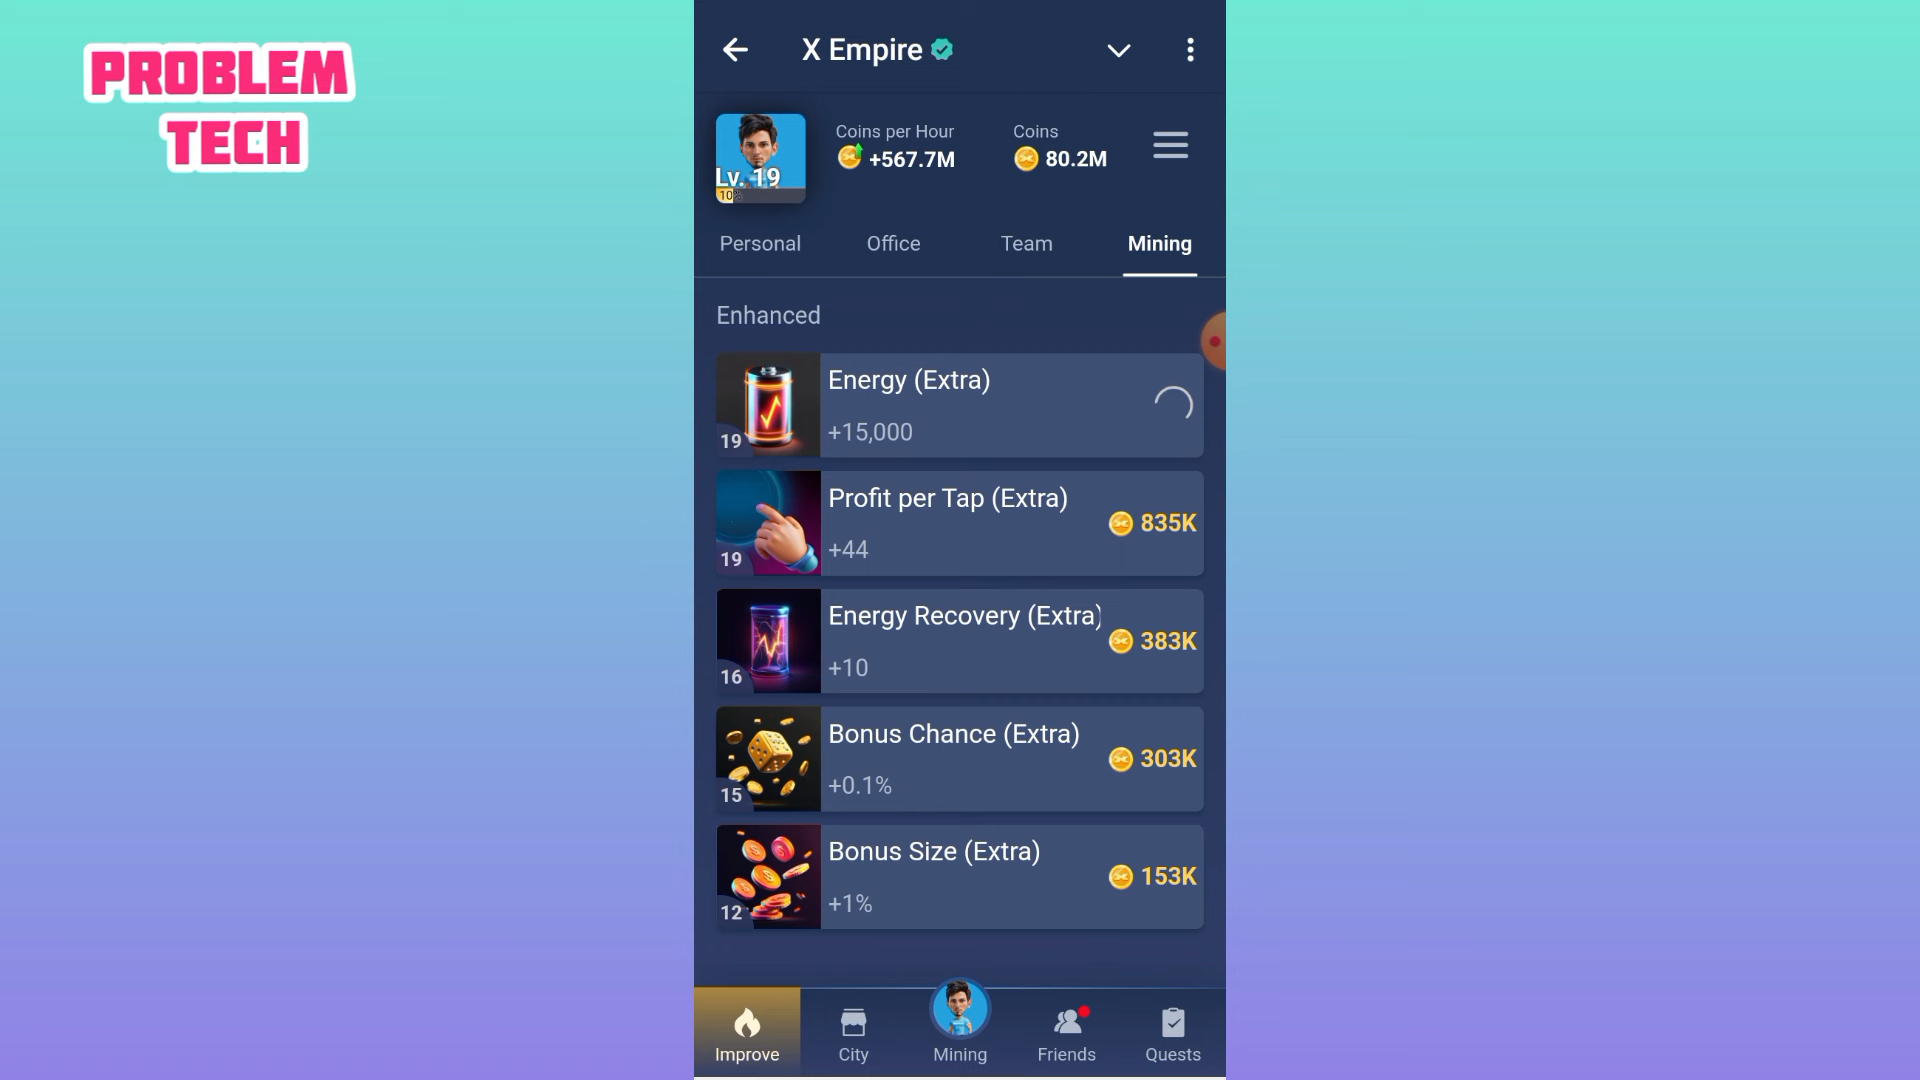 PROBLEM
TECH
X Empire
Coins per Hour
+567.7M
Coins
80.2M
Lv. 19
10%
Personal
Office
Team
Mining
Enhanced
Energy (Extra)
+15,000
19
Profit per Tap (Extra)
835K
+44
19
Energy Recovery (Extra)
383K
+10
16
Bonus Chance (Extra)
303K
+0.1%
15
Bonus Size (Extra)
153K
+1%
12
Improve
City
Mining
Friends
Quests